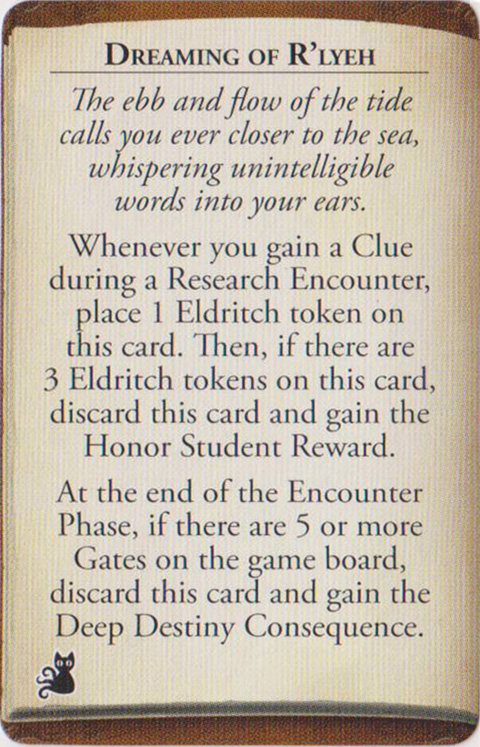 Dreaming of R'lyeh
The ebb and flow of the tide
calls you ever closer to the sea,
whispering unintelligible
words into your ears.
Whenever you gain a Clue
during a Research Encounter,
place 1 Eldritch token on
this card. Then, if there are
3 Eldritch tokens on this card,
discard this card and gain the
Honor Student Reward.
At the end of the Encounter
Phase, if there are 5 or more
Gates on the game board,
discard this card and gain the
Deep Destiny Consequence.